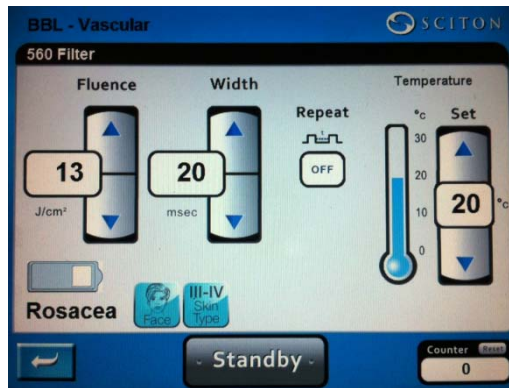 BBL - Vascular
SCITON
560 Filter
Fluence
Width
Temperature
Repeat
°c
Set
30
OFF
13
20
20
20
°c
J/cm²
msec
10
0
Rosacea
Face
III-IV
Skin
Type
- Standby -
Counter
Reset
0